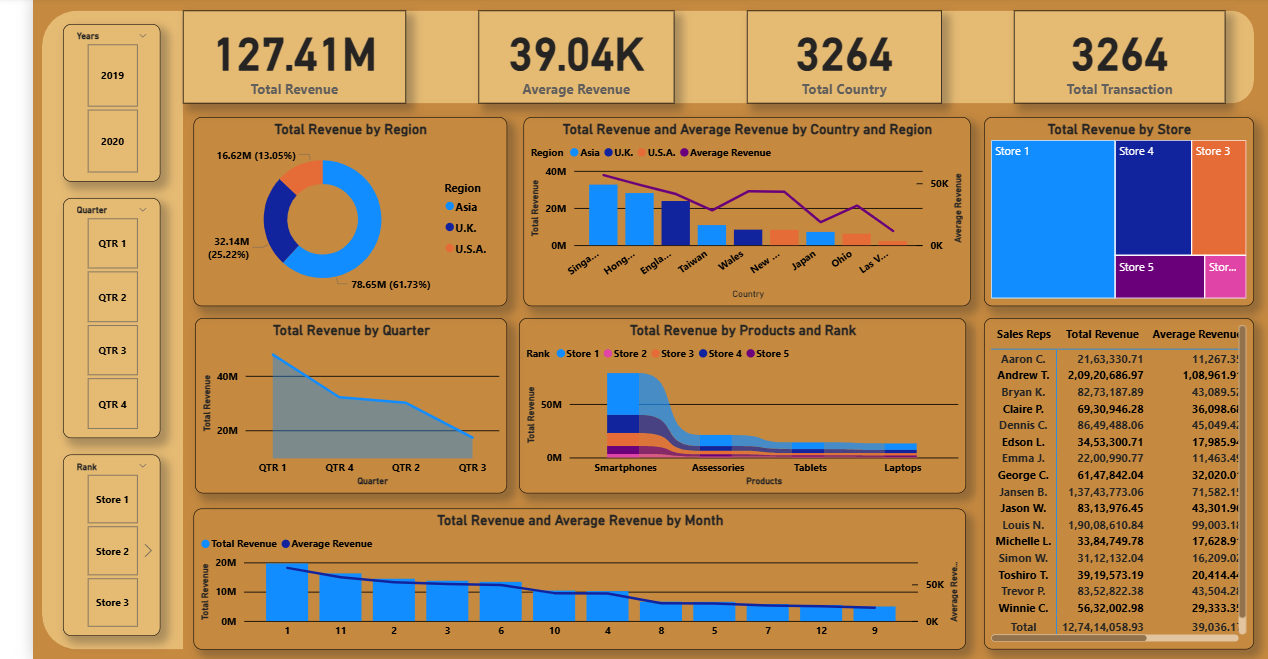 Years
2019
2020
Quarter
QTR 1
QTR 2
QTR 3
QTR 4
Rank
Store 1
Store 2
Store 3
127.41M
Total Revenue
39.04K
Average Revenue
3264
Total Country
3264
Total Transaction
Total Revenue by Region
16.62M (13.05%)
32.14M
(25.22%)
78.65M (61.73%)
Region
Asia
U.K.
U.S.A.
Total Revenue and Average Revenue by Country and Region
Region Asia U.K. U.S.A. Average Revenue
Total Revenue
40M
20M
0M
50K
0K
Average Revenue
Singa... Hong... Engla... Taiwan Wales New ... Japan Ohio Las V...
Country
Total Revenue by Store
Store 1
Store 4
Store 3
Store 5
Stor...
Total Revenue by Quarter
Total Revenue
40M
20M
QTR 1 QTR 4 QTR 2 QTR 3
Quarter
Total Revenue by Products and Rank
Rank Store 1 Store 2 Store 3 Store 4 Store 5
Total Revenue
50M
0M
Smartphones Assessories Tablets Laptops
Products
Sales Reps Total Revenue Average Revenue
Aaron C. 21,63,330.71 11,267.35
Andrew T. 2,09,20,686.97 1,08,961.9
Bryan K. 82,73,187.89 43,089.52
Claire P. 69,30,946.28 36,098.68
Dennis C. 86,49,488.06 45,049.42
Edson L. 34,53,300.71 17,985.94
Emma J. 22,00,990.77 11,463.49
George C. 61,47,842.04 32,020.0
Jansen B. 1,37,43,773.06 71,582.1
Jason W. 83,13,976.45 43,301.96
Louis N. 1,90,08,610.84 99,003.18
Michelle L. 33,84,749.78 17,628.9
Simon W. 31,12,132.04 16,209.02
Toshiro T. 39,19,573.19 20,414.44
Trevor P. 83,52,822.38 43,504.28
Winnie C. 56,32,002.98 29,333.35
Total 12,74,14,058.93 39,036.1
Total Revenue and Average Revenue by Month
Total Revenue Average Revenue
Total Revenue
20M
10M
0M
50K
0K
Average Reve...
1 11 2 3 6 10 4 8 5 7 12 9